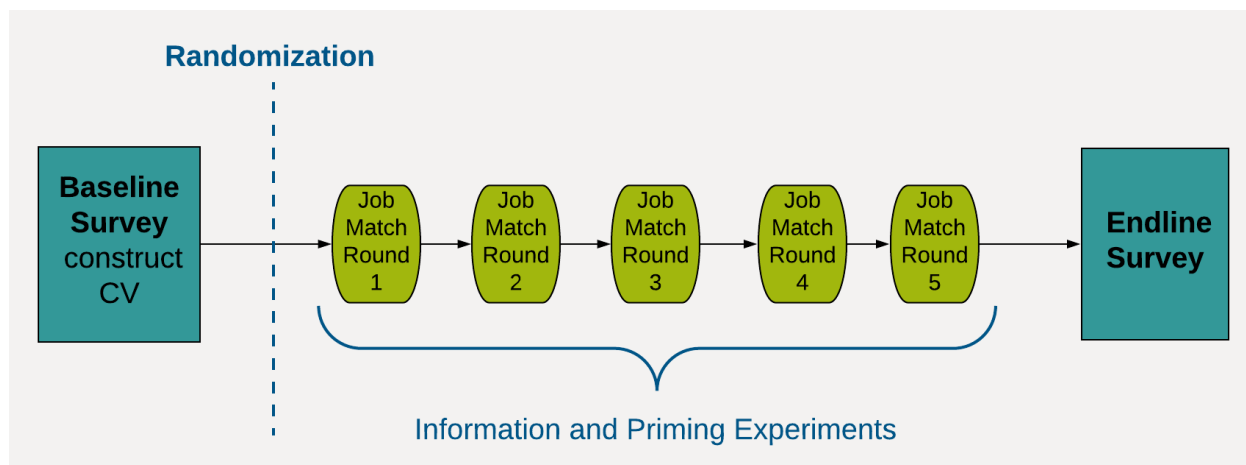 Randomization
Baseline
Survey
construct
CV
Job
Match
Round
1
Job
Match
Round
2
Job
Match
Round
3
Job
Match
Round
4
Job
Match
Round
5
Endline
Survey
Information and Priming Experiments